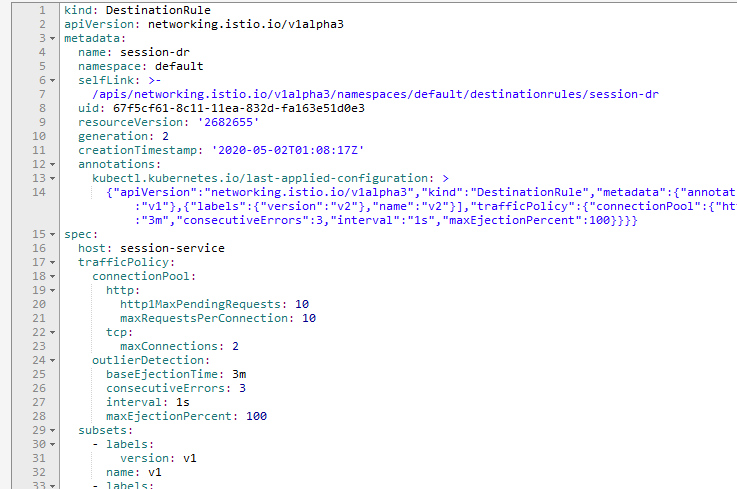 1 kind: DestinationRule
2 apiVersion: networking.istio.io/v1alpha3
3 metadata:
4 name: session-dr
5 namespace: default
6 selfLink: >-
7 /apis/networking.istio.io/v1alpha3/namespaces/default/destinationrules/session-dr
8 uid: 67f5cf61-8c11-11ea-832d-fa163e51d0e3
9 resourceVersion: '2682655'
10 generation: 2
11 creationTimestamp: '2020-05-02T01:08:17Z'
12 annotations:
13 kubectl.kubernetes.io/last-applied-configuration: >
14 {"apiVersion":"networking.istio.io/v1alpha3","kind":"DestinationRule","metadata":{"annotat
:"v1"},{"labels":{"version":"v2"},"name":"v2"}],"trafficPolicy":{"connectionPool":{"htt
:"3m","consecutiveErrors":3,"interval":"1s","maxEjectionPercent":100}}}}
15 spec:
16 host: session-service
17 trafficPolicy:
18 connectionPool:
19 http:
20 http1MaxPendingRequests: 10
21 maxRequestsPerConnection: 10
22 tcp:
23 maxConnections: 2
24 outlierDetection:
25 baseEjectionTime: 3m
26 consecutiveErrors: 3
27 interval: 1s
28 maxEjectionPercent: 100
29 subsets:
30 - labels:
31 version: v1
32 name: v1
33 - labels: